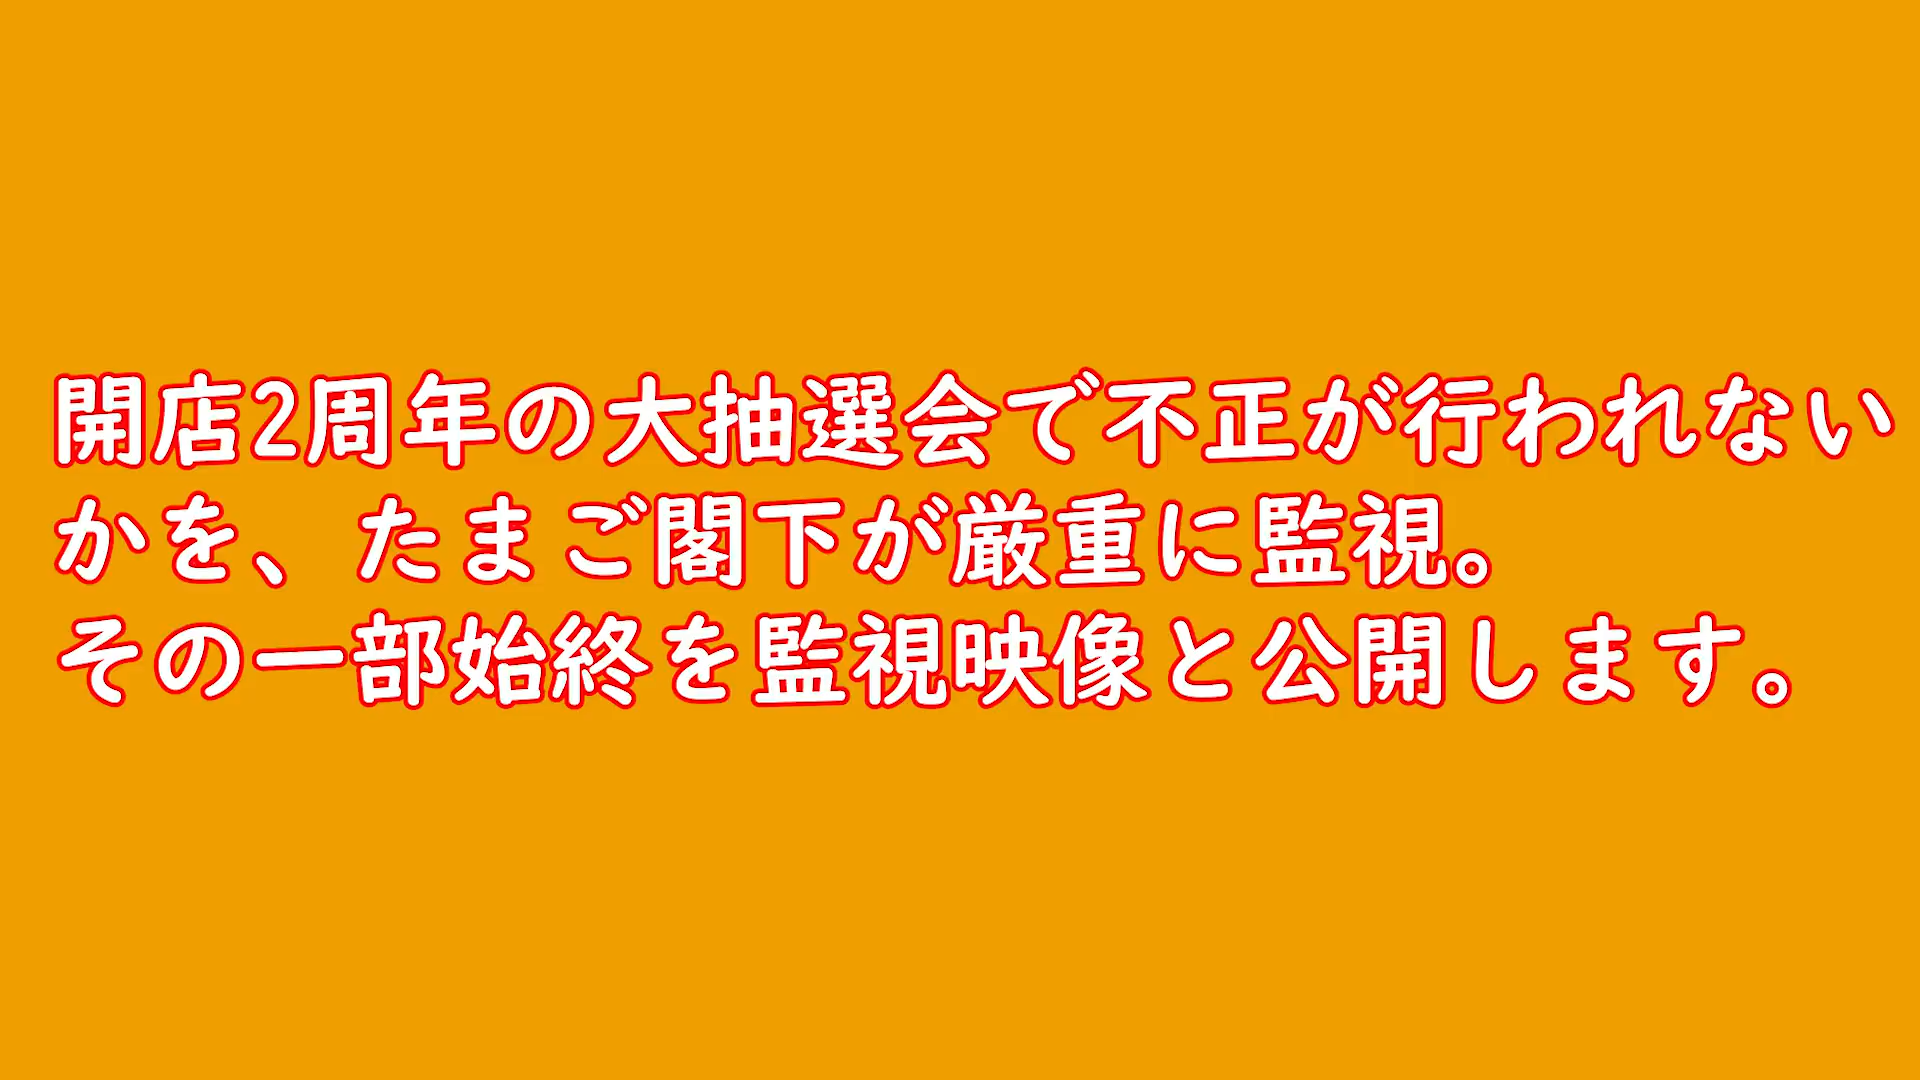 開店2周年の大抽選会で不正が行われない
かを、たまご閣下が厳重に監視。
その一部始終を監視映像と公開します。